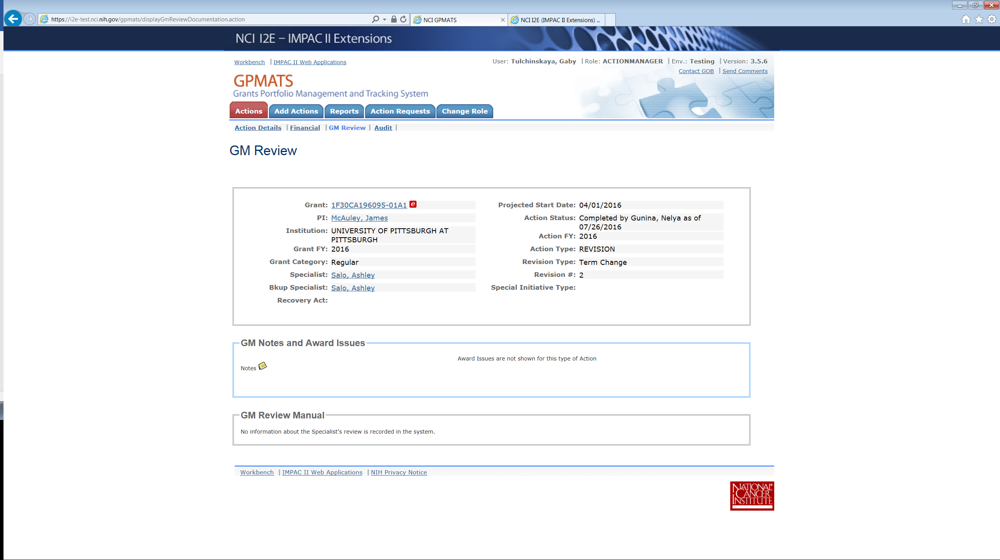 https://i2e-test.nci.nih.gov/gpmats/displayGmReviewDocumentation.action
NCI GPMATS
NCI I2E (IMPAC II Extensions) ...
NCI I2E – IMPAC II Extensions
Workbench | IMPAC II Web Applications
User: Tulchinskaya, Gaby | Role: ACTIONMANAGER | Env.: Testing | Version: 3.5.6
Contact GOB | Send Comments
GPMATS
Grants Portfolio Management and Tracking System
Actions Add Actions Reports Action Requests Change Role
Action Details | Financial | GM Review | Audit |
GM Review
Grant: 1F30CA196095-01A1 e
PI: McAuley, James
Institution: UNIVERSITY OF PITTSBURGH AT
PITTSBURGH
Grant FY: 2016
Grant Category: Regular
Specialist: Salo, Ashley
Bkup Specialist: Salo, Ashley
Recovery Act:
Projected Start Date: 04/01/2016
Action Status: Completed by Gunina, Nelya as of
07/26/2016
Action FY: 2016
Action Type: REVISION
Revision Type: Term Change
Revision #: 2
Special Initiative Type:
GM Notes and Award Issues
Award Issues are not shown for this type of Action
Notes
GM Review Manual
No information about the Specialist's review is recorded in the system.
Workbench | IMPAC II Web Applications | NIH Privacy Notice
NATIONAL®
CANCER
INSTITUTE